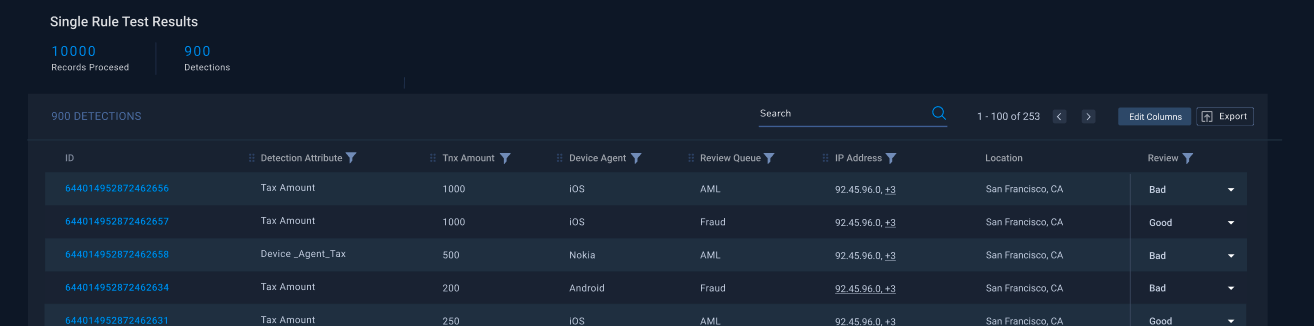 Single Rule Test Results
10000 900
Records Procesed Detections
900 DETECTIONS Search 1 - 100 of 253 Edit Columns Export
ID Detection Attribute Tnx Amount Device Agent Review Queue IP Address Location Review
644014952872462656 Tax Amount 1000 iOS AML 92.45.96.0, +3 San Francisco, CA Bad
644014952872462657 Tax Amount 1000 iOS Fraud 92.45.96.0, +3 San Francisco, CA Good
644014952872462658 Device _Agent_Tax 500 Nokia AML 92.45.96.0, +3 San Francisco, CA Bad
644014952872462634 Tax Amount 200 Android Fraud 92.45.96.0, +3 San Francisco, CA Bad
644014952872462631 Tax Amount 250 iOS AML 92.45.96.0, +3 San Francisco, CA Good